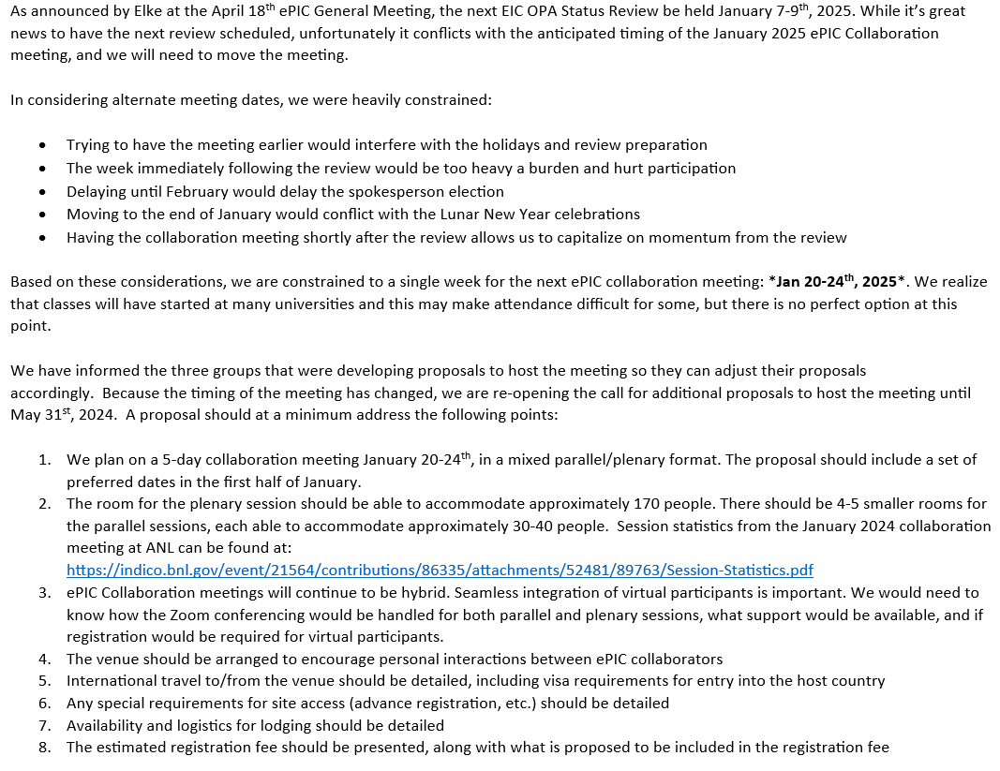 As announced by Elke at the April 18th ePIC General Meeting, the next EIC OPA Status Review be held January 7-9th, 2025. While it's great
news to have the next review scheduled, unfortunately it conflicts with the anticipated timing of the January 2025 ePIC Collaboration
meeting, and we will need to move the meeting.
In considering alternate meeting dates, we were heavily constrained:
• Trying to have the meeting earlier would interfere with the holidays and review preparation
• The week immediately following the review would be too heavy a burden and hurt participation
• Delaying until February would delay the spokesperson election
• Moving to the end of January would conflict with the Lunar New Year celebrations
• Having the collaboration meeting shortly after the review allows us to capitalize on momentum from the review
Based on these considerations, we are constrained to a single week for the next ePIC collaboration meeting: *Jan 20-24th, 2025*. We realize
that classes will have started at many universities and this may make attendance difficult for some, but there is no perfect option at this
point.
We have informed the three groups that were developing proposals to host the meeting so they can adjust their proposals
accordingly.  Because the timing of the meeting has changed, we are re-opening the call for additional proposals to host the meeting until
May 31st, 2024.  A proposal should at a minimum address the following points:
1. We plan on a 5-day collaboration meeting January 20-24th, in a mixed parallel/plenary format. The proposal should include a set of
preferred dates in the first half of January.
2. The room for the plenary session should be able to accommodate approximately 170 people. There should be 4-5 smaller rooms for
the parallel sessions, each able to accommodate approximately 30-40 people.  Session statistics from the January 2024 collaboration
meeting at ANL can be found at:
https://indico.bnl.gov/event/21564/contributions/86335/attachments/52481/89763/Session-Statistics.pdf
3. ePIC Collaboration meetings will continue to be hybrid. Seamless integration of virtual participants is important. We would need to
know how the Zoom conferencing would be handled for both parallel and plenary sessions, what support would be available, and if
registration would be required for virtual participants.
4. The venue should be arranged to encourage personal interactions between ePIC collaborators
5. International travel to/from the venue should be detailed, including visa requirements for entry into the host country
6. Any special requirements for site access (advance registration, etc.) should be detailed
7. Availability and logistics for lodging should be detailed
8. The estimated registration fee should be presented, along with what is proposed to be included in the registration fee